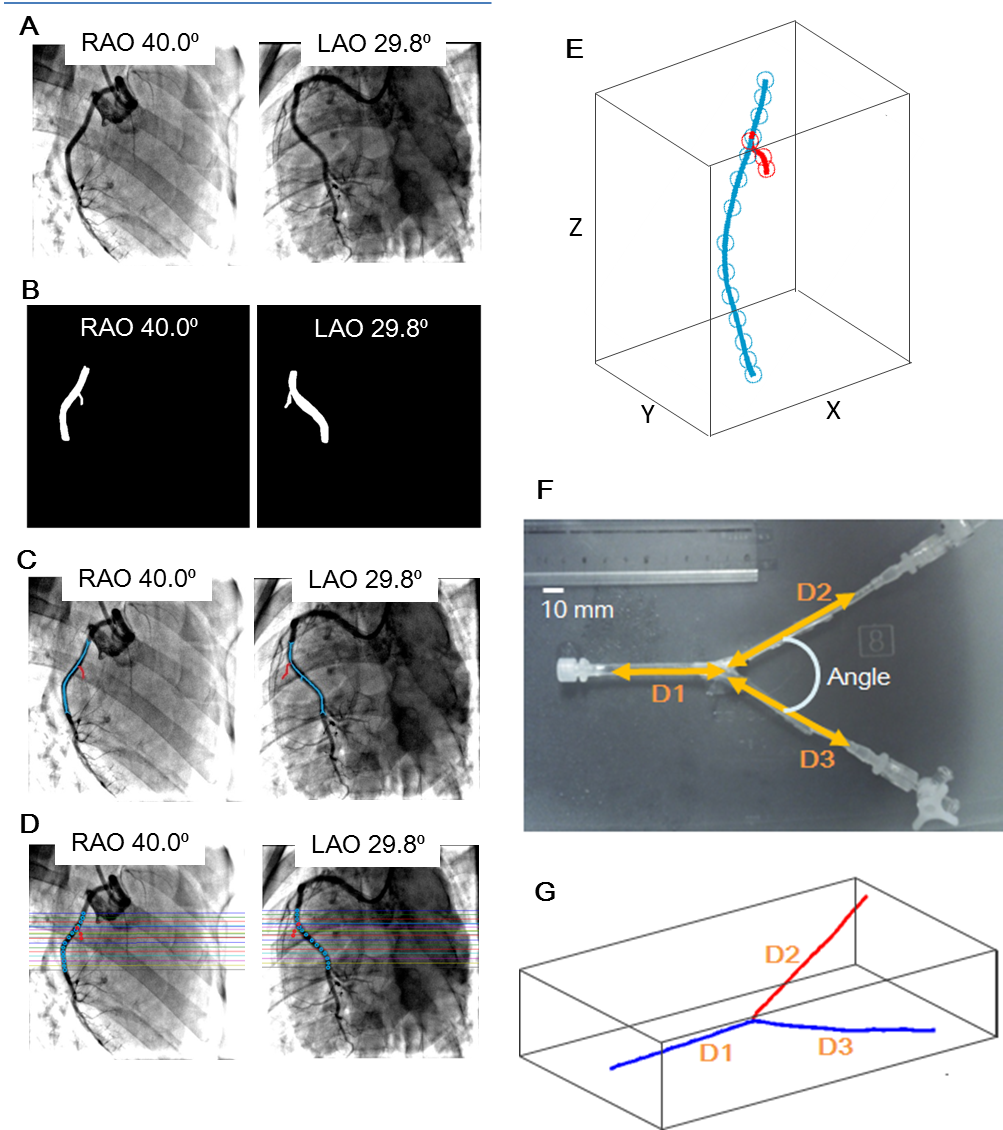 A
RAO 40.0º
LAO 29.8º
B
RAO 40.0º
LAO 29.8º
C
RAO 40.0º
LAO 29.8º
D
RAO 40.0º
LAO 29.8º
E
Z
Y
X
F
10 mm
D2
8
Angle
D1
D3
G
D2
D1
D3